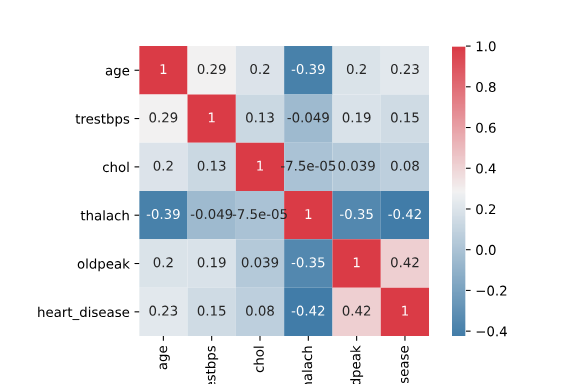 age 1 0.29 0.2 -0.39 0.2 0.23
trestbps 0.29 1 0.13 -0.049 0.19 0.15
chol 0.2 0.13 1 -7.5e-05 0.039 0.08
thalach -0.39 -0.049 -7.5e-05 1 -0.35 -0.42
oldpeak 0.2 0.19 0.039 -0.35 1 0.42
heart_disease 0.23 0.15 0.08 -0.42 0.42 1
age estbps chol alach dpeak sease
1.0
0.8
0.6
0.4
0.2
0.0
−0.2
−0.4